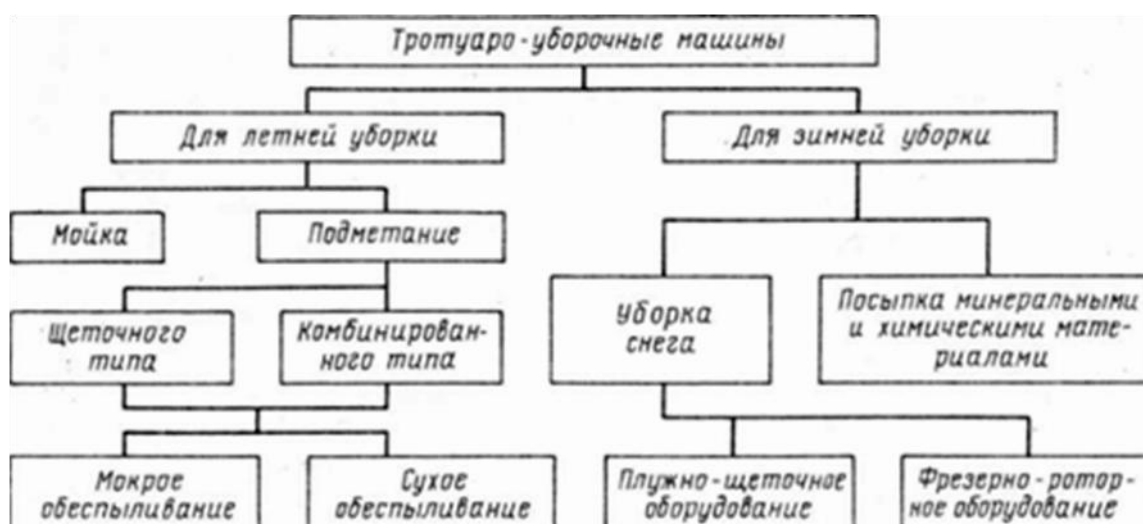 Тротуаро-уборочные машины
Для летней уборки
Для зимней уборки
Мойка
Подметание
Щеточного
типа
Комбинирован-
ного типа
Уборка
снега
Посыпка минеральными
и химическими мате-
риалами
Мокрое
обеспыливание
Сухое
обеспыливание
Плужно-щеточное
оборудование
Фрезерно-ротор-
ное оборудование